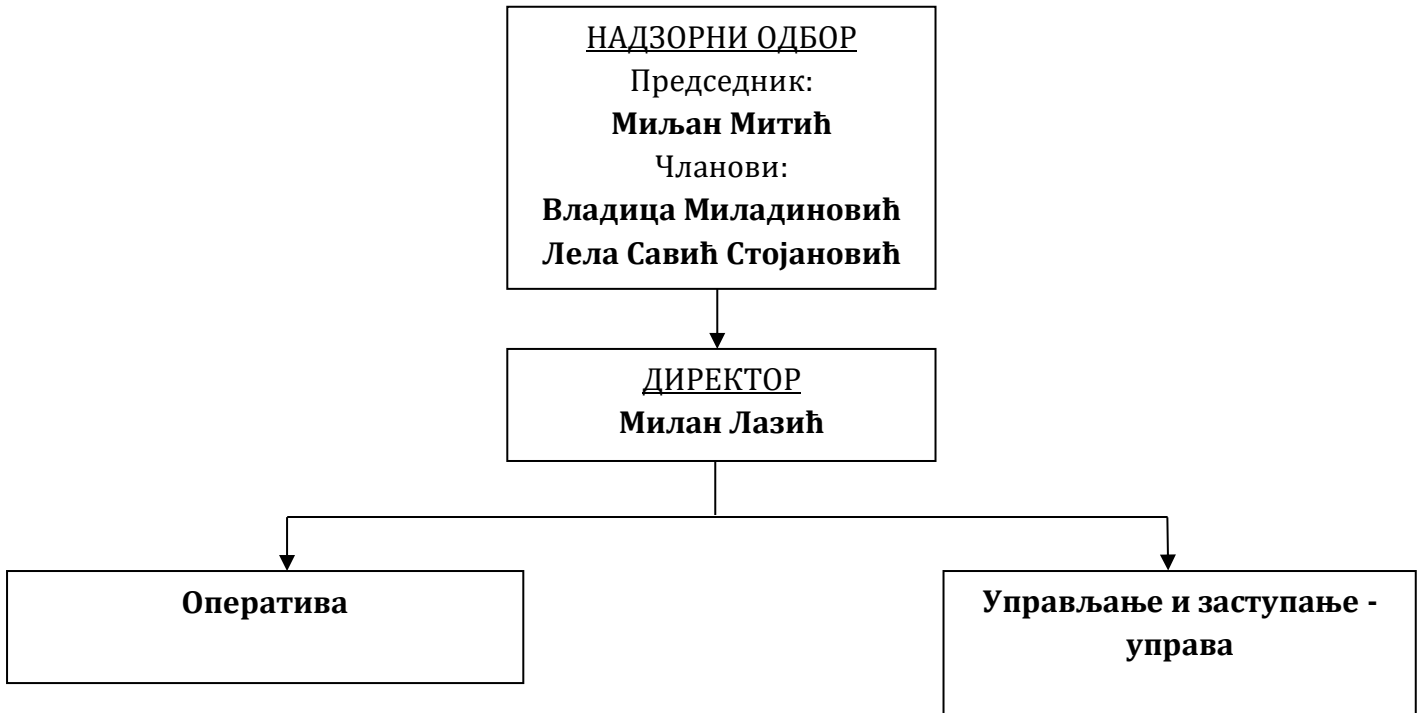 НАДЗОРНИ ОДБОР
Председник:
Миљан Митић
Чланови:
Владица Миладиновић
Лела Савић Стојановић
ДИРЕКТОР
Милан Лазић
Оператива
Управљање и заступање -
управа